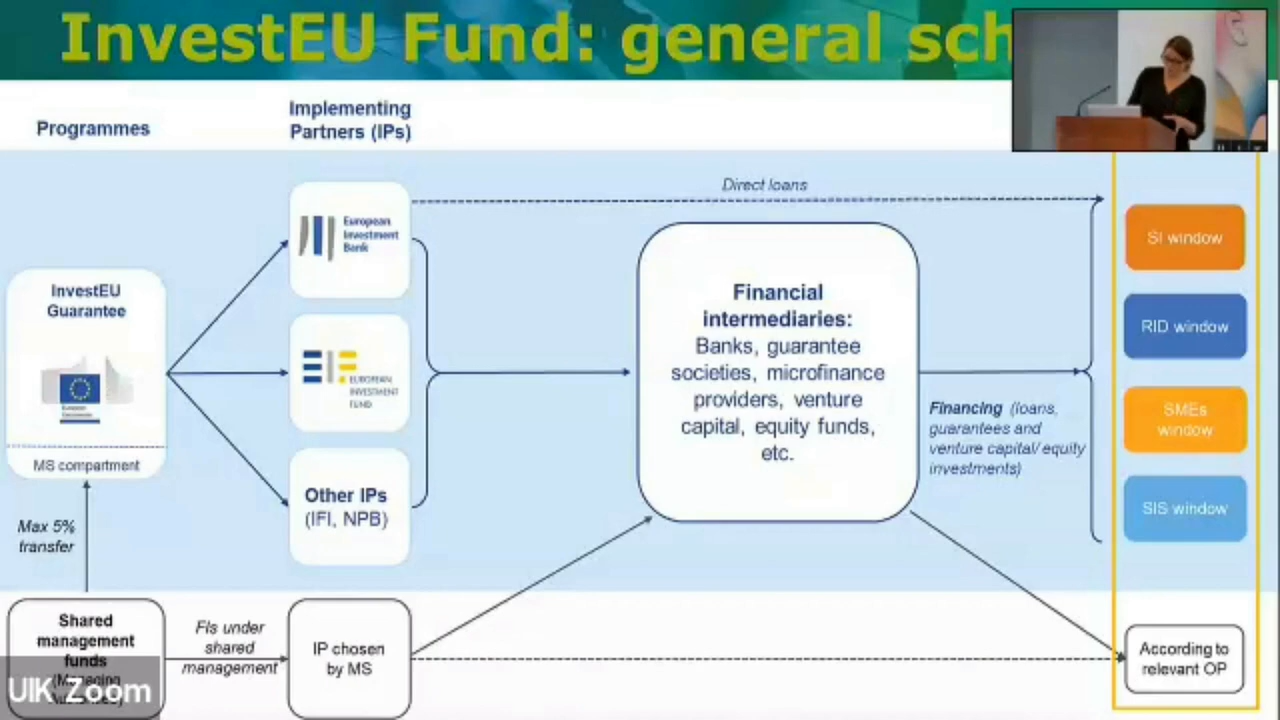 InvestEU Fund: general sch
Programmes
Implementing
Partners (IPs)
Direct loans
European
Investment
Bank
InvestEU
Guarantee
European
Commission
MS compartment
EIF
EUROPEAN
INVESTMENT
FUND
Other IPs
(IFI, NPB)
Financial
intermediaries:
Banks, guarantee
societies, microfinance
providers, venture
capital, equity funds,
etc.
Financing (loans,
guarantees and
venture capital/equity
investments)
SI window
RID window
SMEs
window
SIS window
Max 5%
transfer
Shared
management
funds
FIs under
shared
management
IP chosen
by MS
According to
relevant OP
UIK Zoom